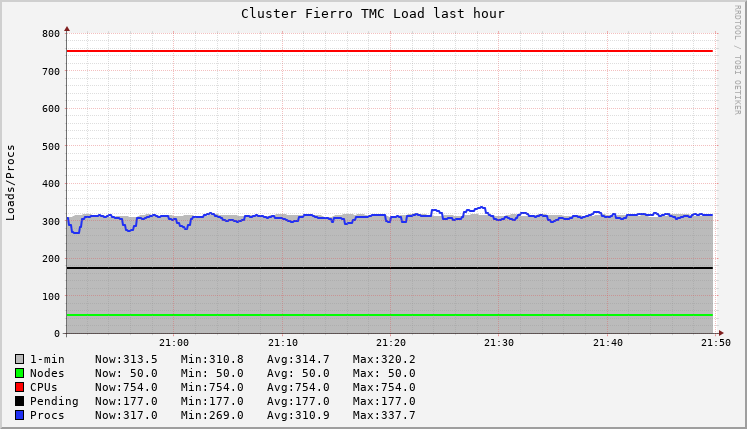 Cluster Fierro TMC Load last hour
RRDTOOL / TOBI OETIKER
Loads/Procs
800
700
600
500
400
300
200
100
0
21:00 21:10 21:20 21:30 21:40 21:50
1-min Now:313.5 Min:310.8 Avg:314.7 Max:320.2
Nodes Now: 50.0 Min: 50.0 Avg: 50.0 Max: 50.0
CPUs Now:754.0 Min:754.0 Avg:754.0 Max:754.0
Pending Now:177.0 Min:177.0 Avg:177.0 Max:177.0
Procs Now:317.0 Min:269.0 Avg:310.9 Max:337.7